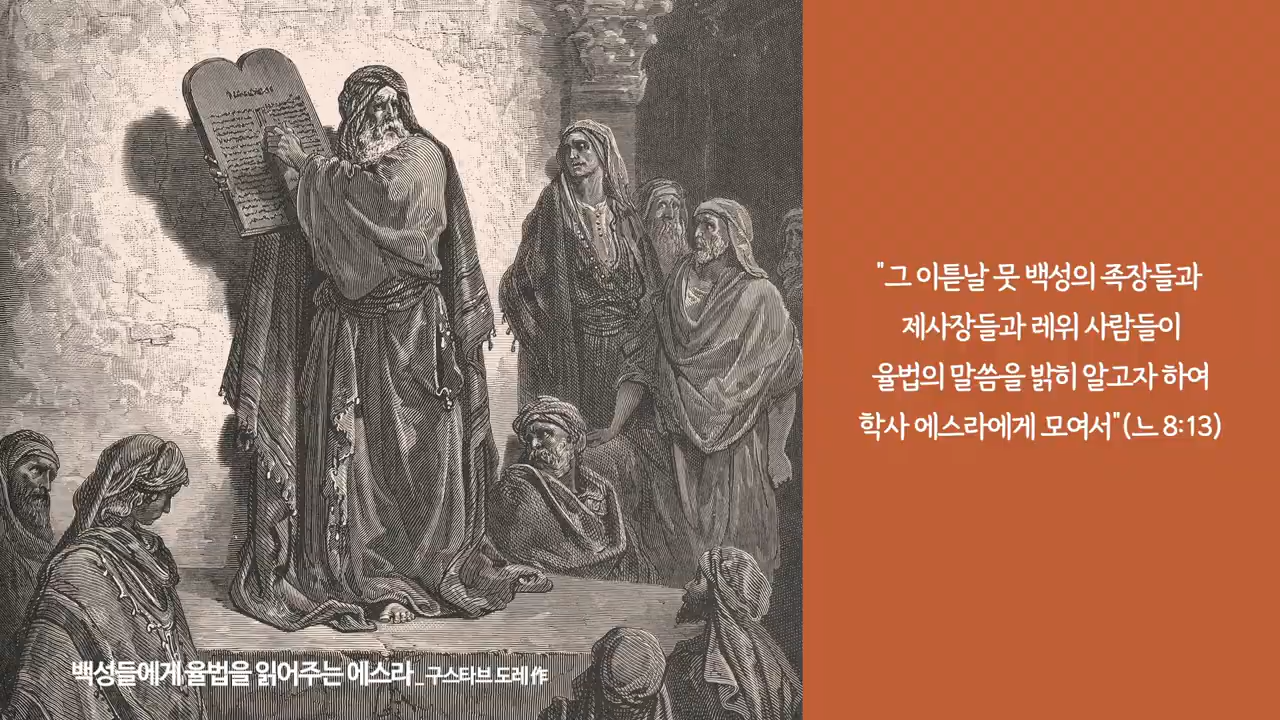 "그 이튿날 뭇 백성의 족장들과
제사장들과 레위 사람들이
율법의 말씀을 밝히 알고자 하여
학사 에스라에게 모여서"(느 8:13)
백성들에게 율법을 읽어주는 에스라_구스타브 도레 作